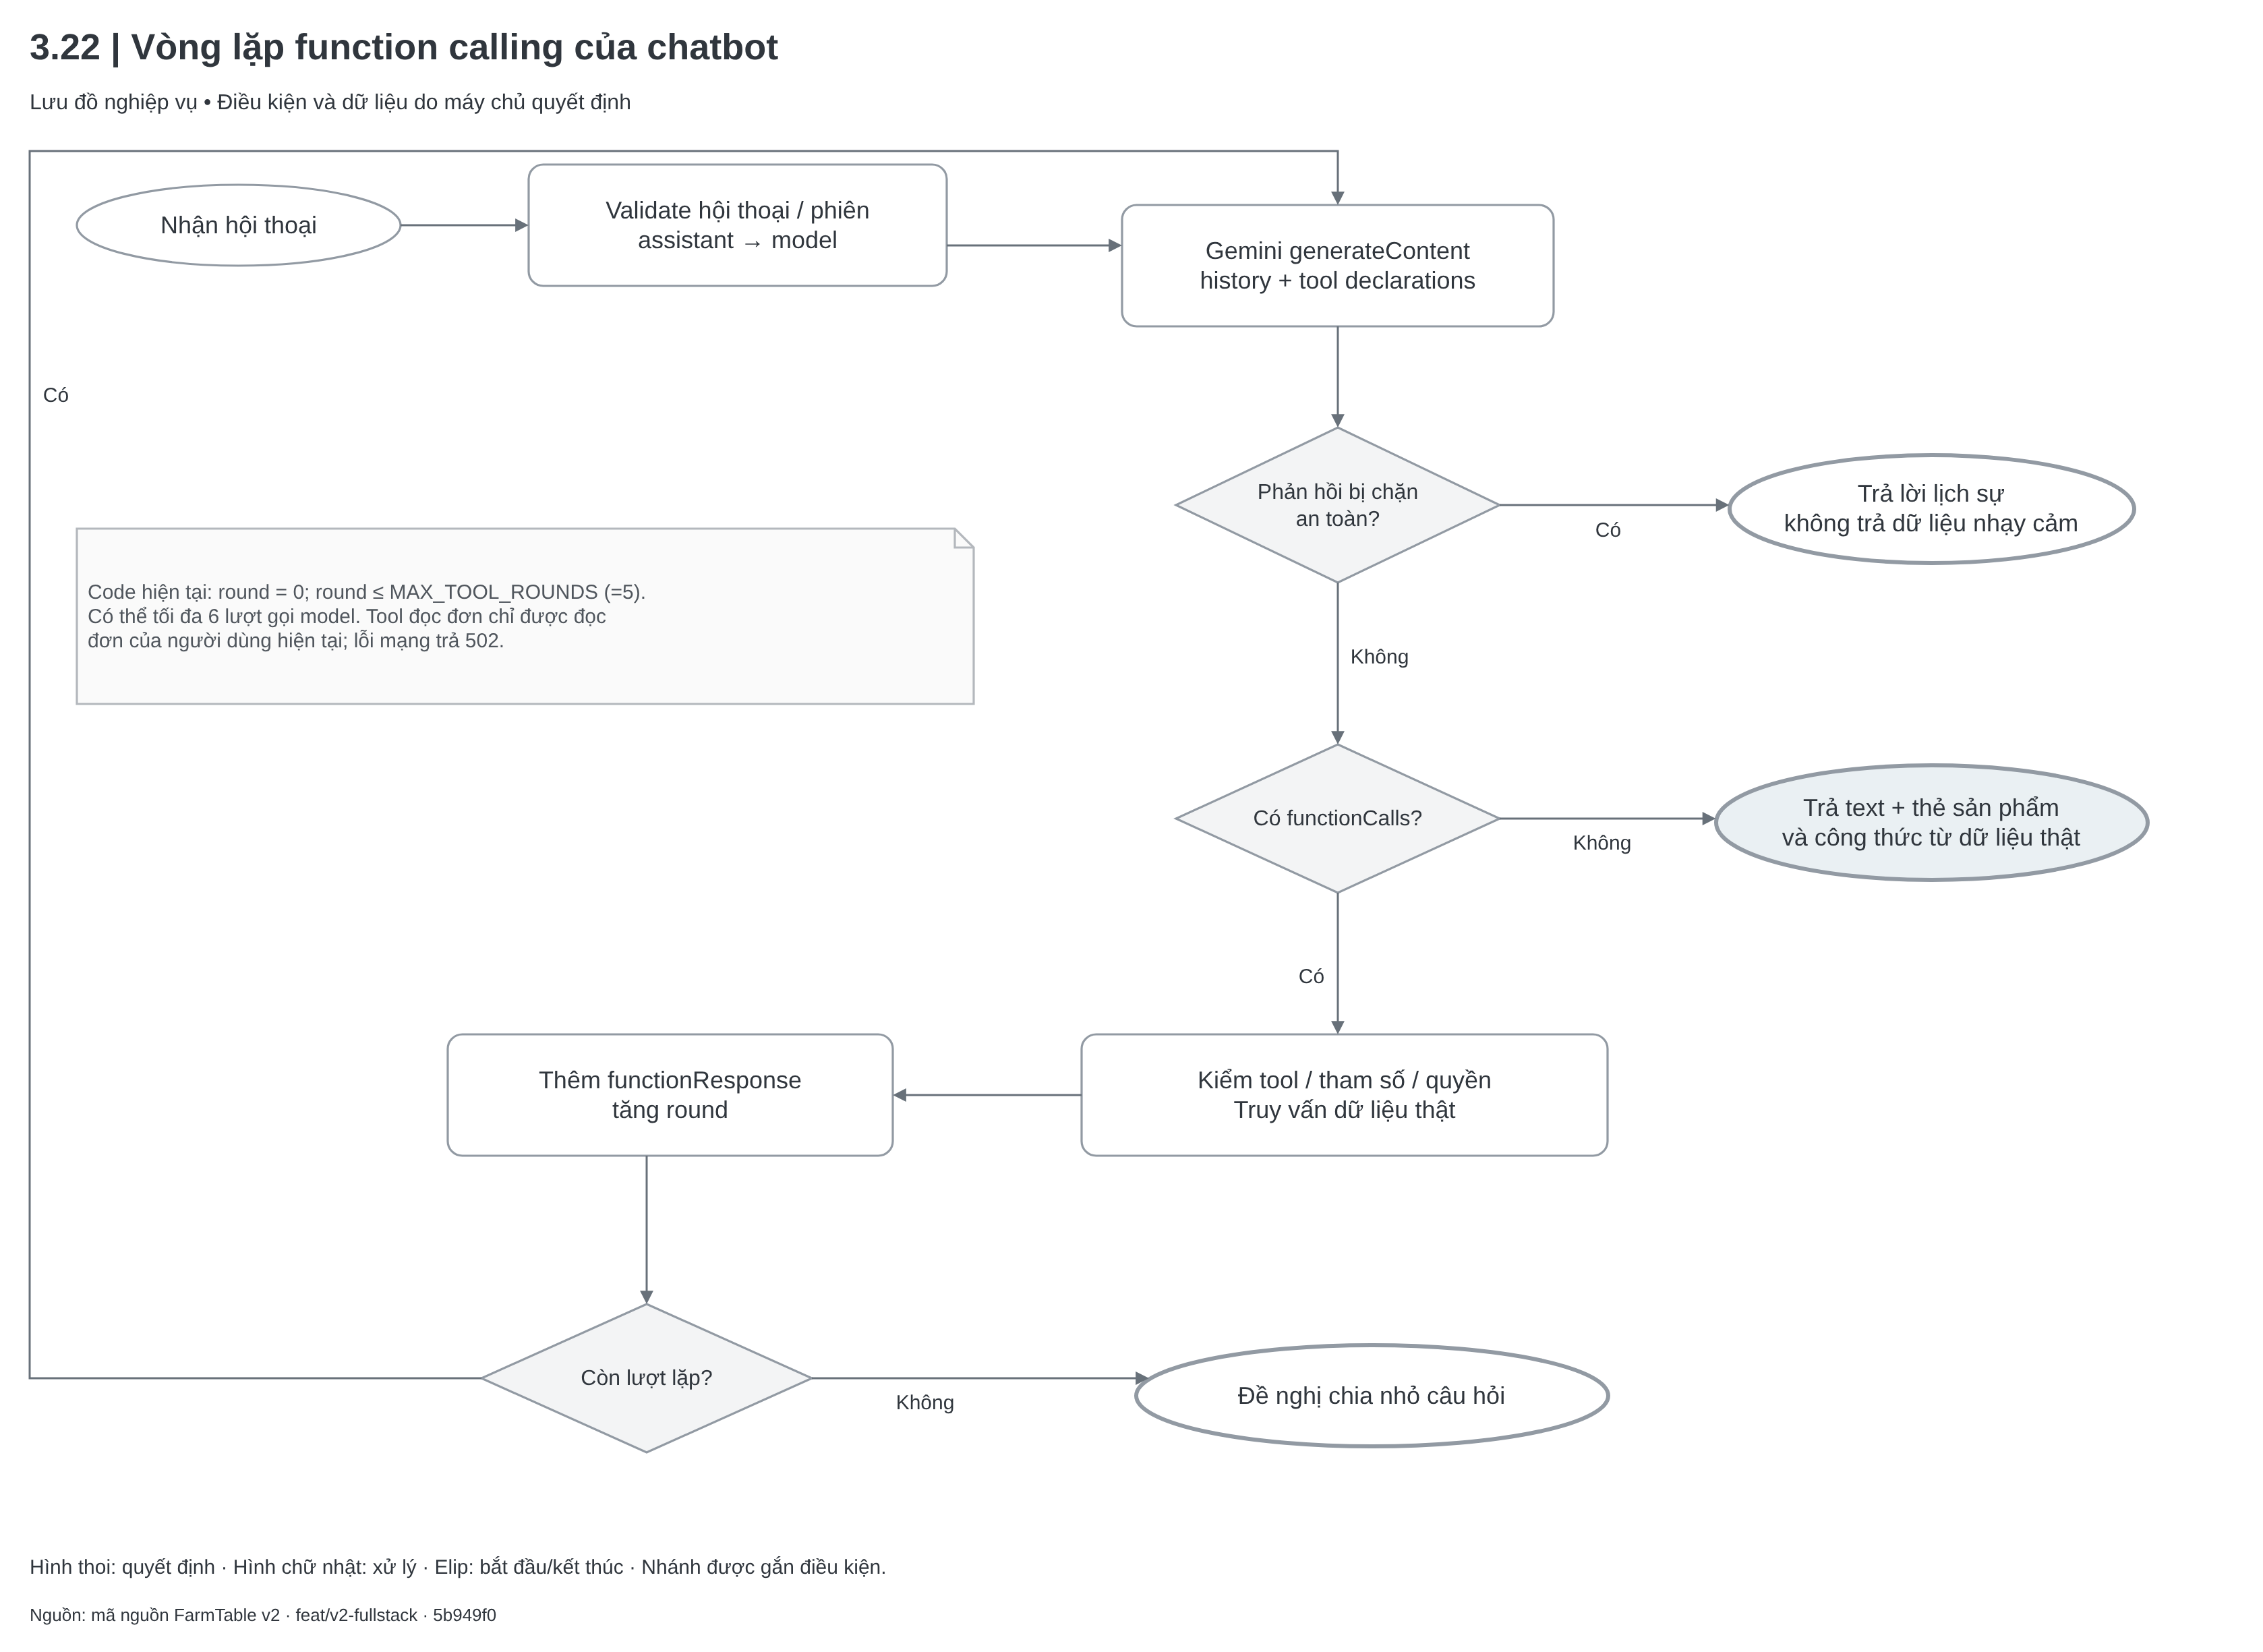 3.22 | Vòng lặp function calling của chatbot
Lưu đồ nghiệp vụ • Điều kiện và dữ liệu do máy chủ quyết định
Nhận hội thoại
Validate hội thoại / phiên
assistant → model
Gemini generateContent
history + tool declarations
Có
Phản hồi bị chặn
an toàn?
Có
Trả lời lịch sự
không trả dữ liệu nhạy cảm
Code hiện tại: round = 0; round ≤ MAX_TOOL_ROUNDS (=5).
Có thể tối đa 6 lượt gọi model. Tool đọc đơn chỉ được đọc
đơn của người dùng hiện tại; lỗi mạng trả 502.
Không
Có functionCalls?
Không
Trả text + thẻ sản phẩm
và công thức từ dữ liệu thật
Có
Thêm functionResponse
tăng round
Kiểm tool / tham số / quyền
Truy vấn dữ liệu thật
Còn lượt lặp?
Không
Đề nghị chia nhỏ câu hỏi
Hình thoi: quyết định · Hình chữ nhật: xử lý · Elip: bắt đầu/kết thúc · Nhánh được gắn điều kiện.
Nguồn: mã nguồn FarmTable v2 · feat/v2-fullstack · 5b949f0